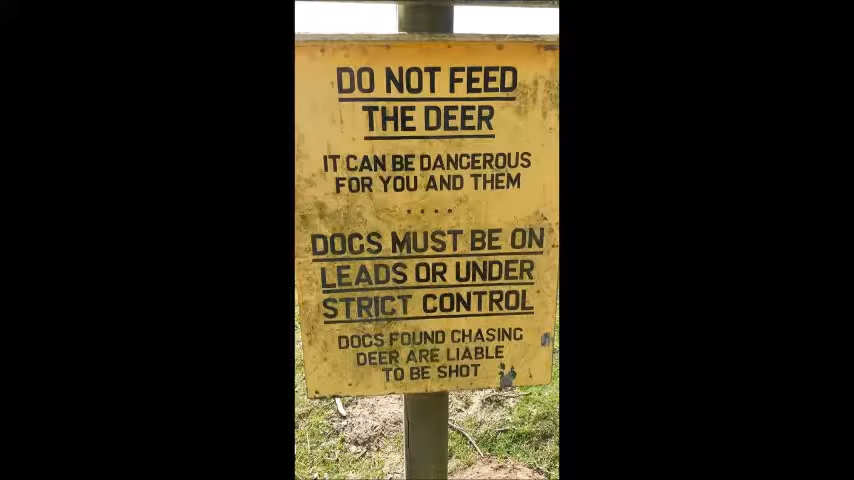 DO NOT FEED
THE DEER
IT CAN BE DANGEROUS
FOR YOU AND THEM
....
DOGS MUST BE ON
LEADS OR UNDER
STRICT CONTROL
DOGS FOUND CHASING
DEER ARE LIABLE
TO BE SHOT